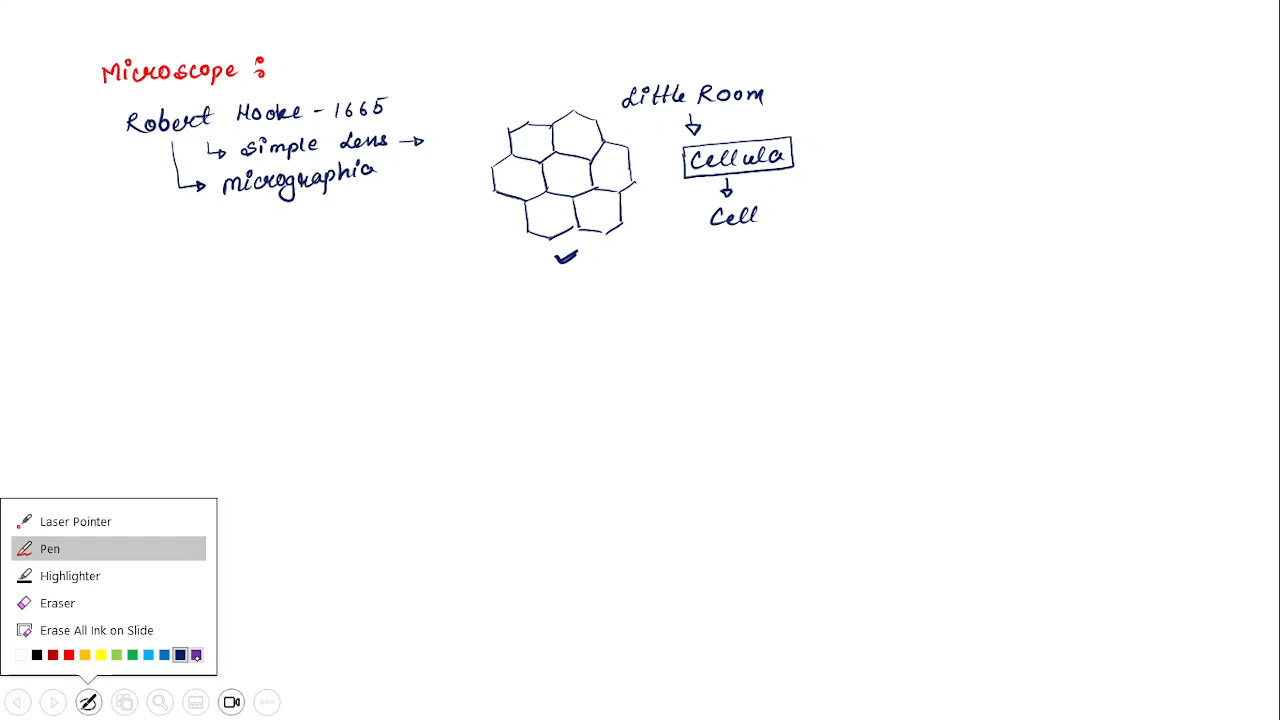 Microscope :
Robert Hooke - 1665
Simple Lens →
Micrographia
Little Room
Cellula
Cell
Laser Pointer
Pen
Highlighter
Eraser
Erase All Ink on Slide